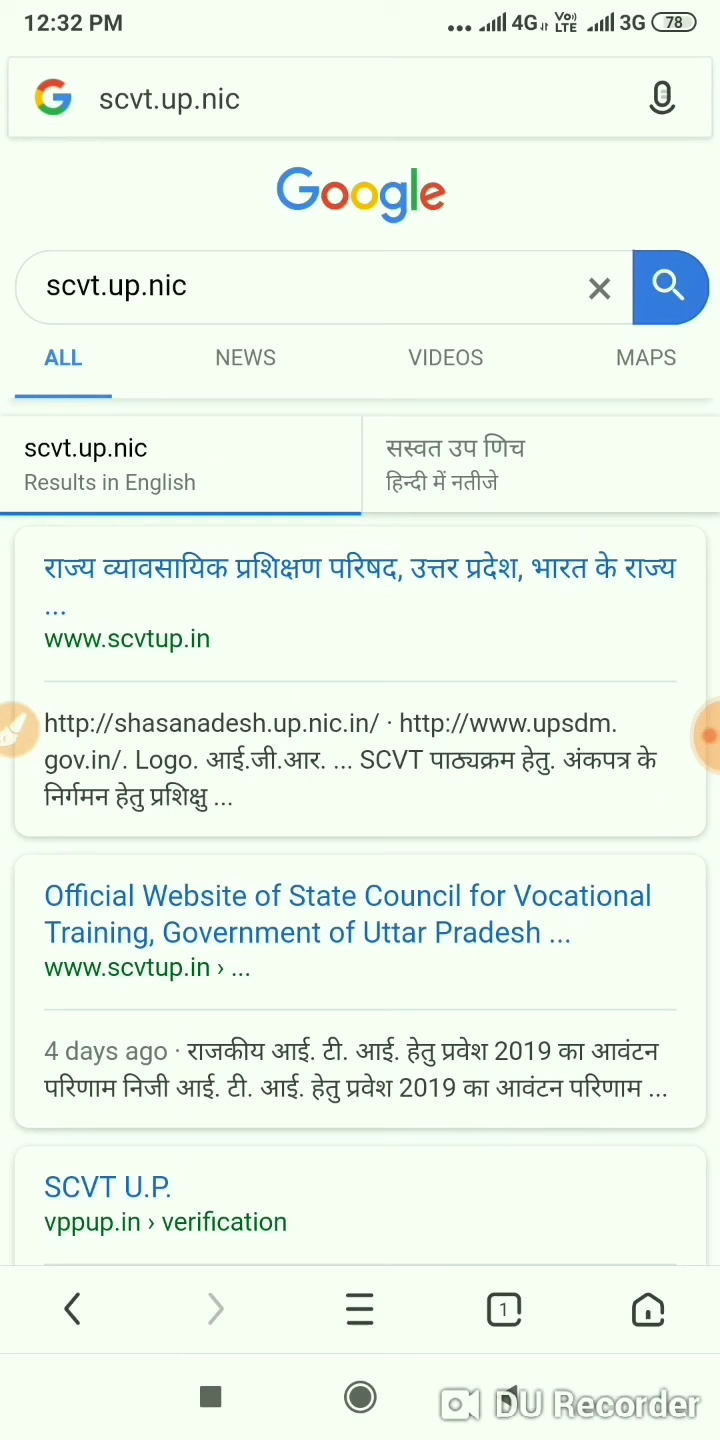 12:32 PM
4G VoLTE 3G 78
scvt.up.nic
Google
scvt.up.nic
ALL NEWS VIDEOS MAPS
scvt.up.nic
Results in English
सस्वत उप णिच
हिन्दी में नतीजे
राज्य व्यावसायिक प्रशिक्षण परिषद, उत्तर प्रदेश, भारत के राज्य
...
www.scvtup.in
http://shasanadesh.up.nic.in/ · http://www.upsdm.
gov.in/. Logo. आई.जी.आर. ... SCVT पाठ्यक्रम हेतु. अंकपत्र के
निर्गमन हेतु प्रशिक्षु ...
Official Website of State Council for Vocational
Training, Government of Uttar Pradesh ...
www.scvtup.in › ...
4 days ago · राजकीय आई. टी. आई. हेतु प्रवेश 2019 का आवंटन
परिणाम निजी आई. टी. आई. हेतु प्रवेश 2019 का आवंटन परिणाम ...
SCVT U.P.
vppup.in › verification
1
DU Recorder